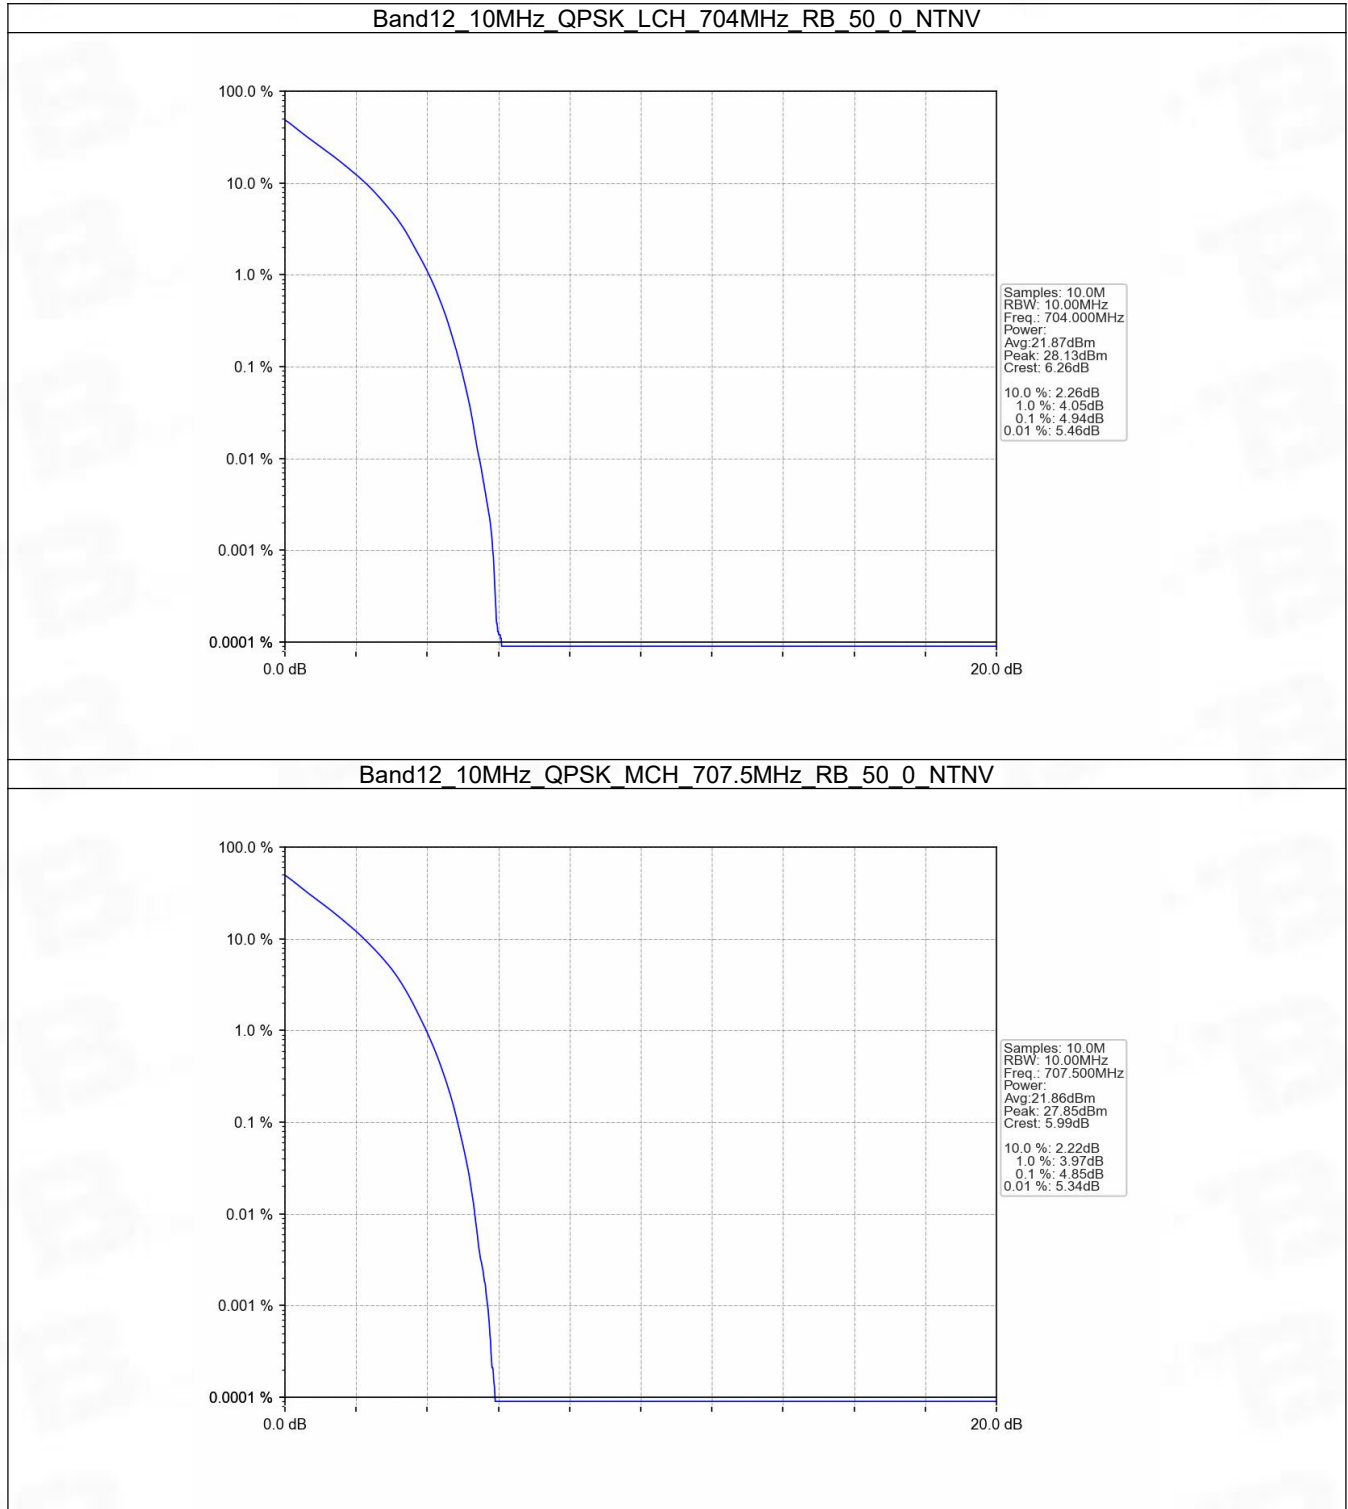 Band12_10MHz_QPSK_LCH_704MHz_RB_50_0_NTNV
100.0 %
10.0 %
1.0 %
0.1 %
0.01 %
0.001 %
0.0001 %
0.0 dB
20.0 dB
Samples: 10.0M
RBW: 10.00MHz
Freq.: 704.000MHz
Power:
Avg:21.87dBm
Peak: 28.13dBm
Crest: 6.26dB
10.0 %: 2.26dB
1.0 %: 4.05dB
0.1 %: 4.94dB
0.01 %: 5.46dB
Band12_10MHz_QPSK_MCH_707.5MHz_RB_50_0_NTNV
100.0 %
10.0 %
1.0 %
0.1 %
0.01 %
0.001 %
0.0001 %
0.0 dB
20.0 dB
Samples: 10.0M
RBW: 10.00MHz
Freq.: 707.500MHz
Power:
Avg:21.86dBm
Peak: 27.85dBm
Crest: 5.99dB
10.0 %: 2.22dB
1.0 %: 3.97dB
0.1 %: 4.85dB
0.01 %: 5.34dB